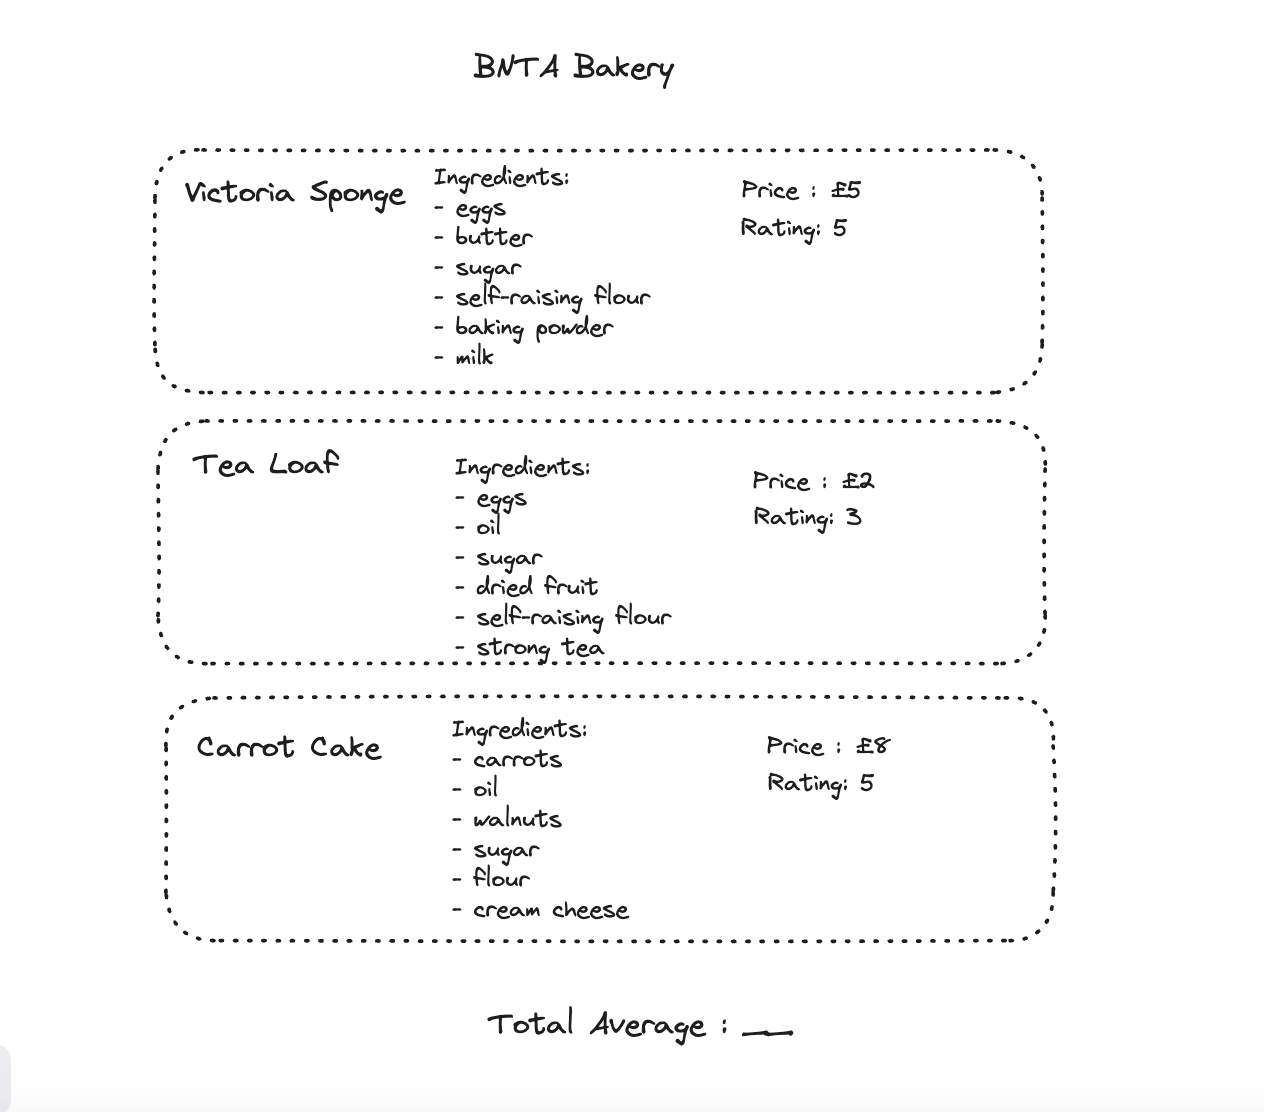 BNTA Bakery
Victoria Sponge
Ingredients:
- eggs
- butter
- sugar
- self-raising flour
- baking powder
- milk
Price : £5
Rating: 5
Tea Loaf
Ingredients:
- eggs
- oil
- sugar
- dried fruit
- self-raising flour
- strong tea
Price : £2
Rating: 3
Carrot Cake
Ingredients:
- carrots
- oil
- walnuts
- sugar
- flour
- cream cheese
Price : £8
Rating: 5
Total Average : __